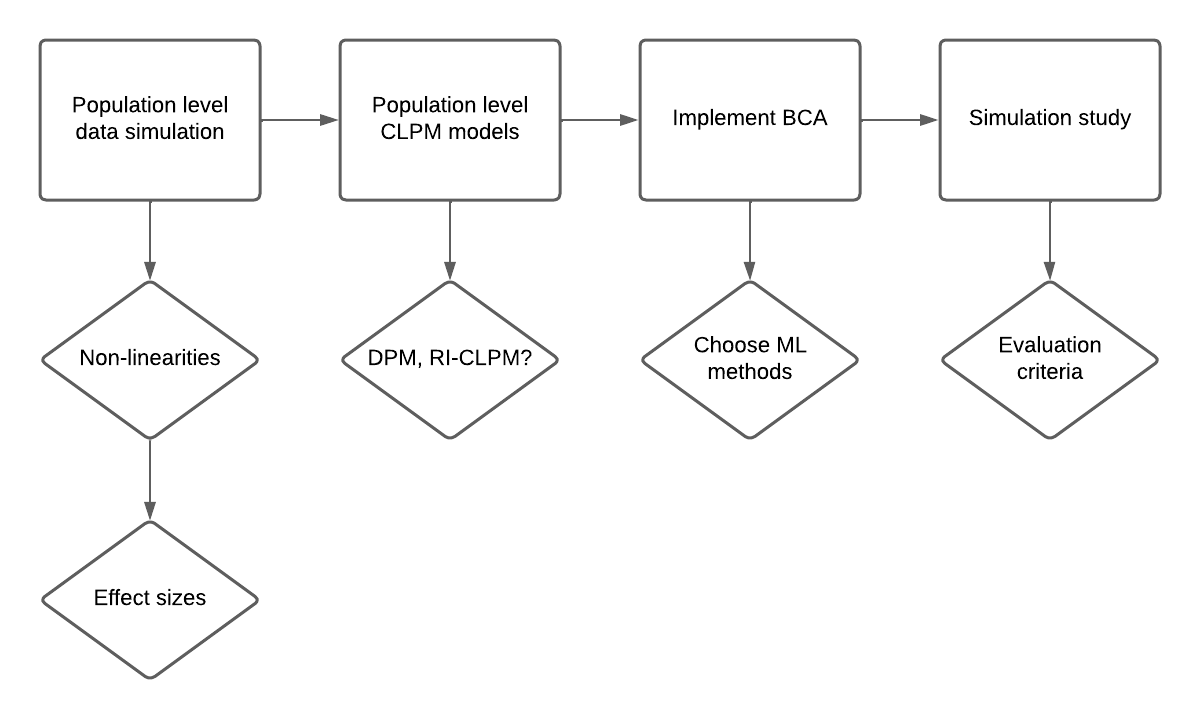 Population level
data simulation
Population level
CLPM models
Implement BCA
Simulation study
Non-linearities
DPM, RI-CLPM?
Choose ML
methods
Evaluation
criteria
Effect sizes